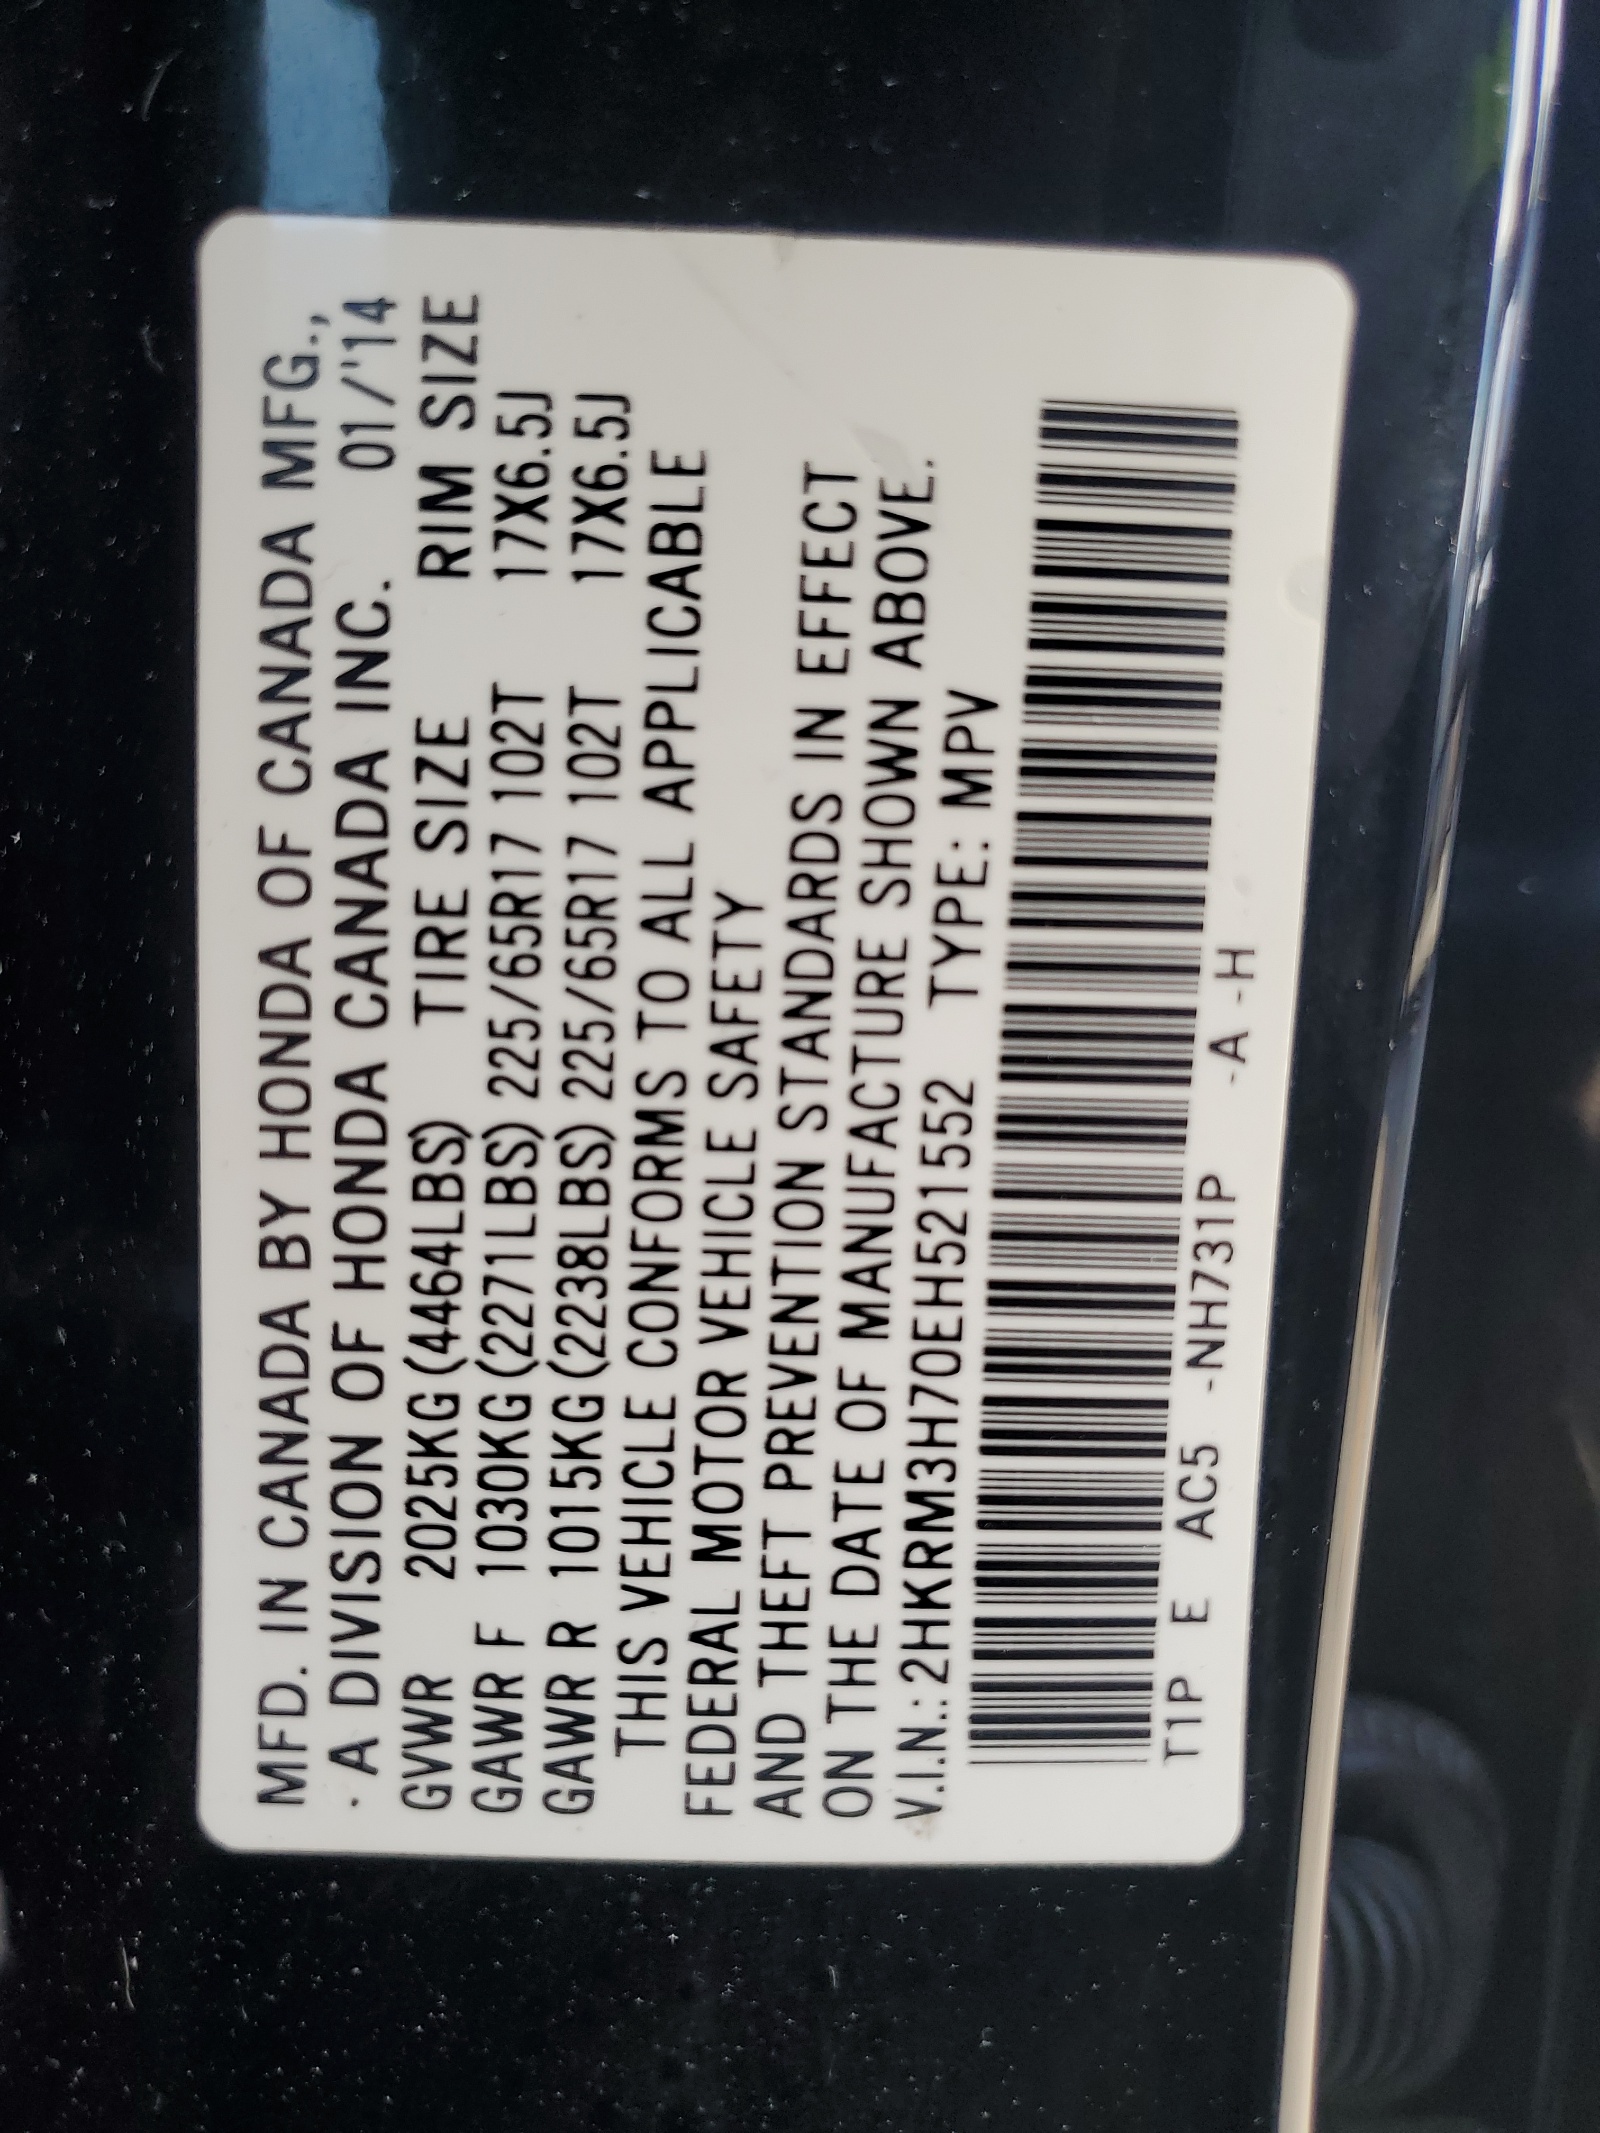 MFD. IN CANADA BY HONDA OF CANADA MFG.,
· A DIVISION OF HONDA CANADA INC. 01/'14
GVWR 2025KG (4464LBS) TIRE SIZE RIM SIZE
GAWR F 1030KG (2271LBS) 225/65R17 102T 17X6.5J
GAWR R 1015KG (2238LBS) 225/65R17 102T 17X6.5J
THIS VEHICLE CONFORMS TO ALL APPLICABLE
FEDERAL MOTOR VEHICLE SAFETY
AND THEFT PREVENTION STANDARDS IN EFFECT
ON THE DATE OF MANUFACTURE SHOWN ABOVE.
V.I.N.: 2HKRM3H70EH521552 TYPE: MPV
T1P E AC5 -NH731P -A -H